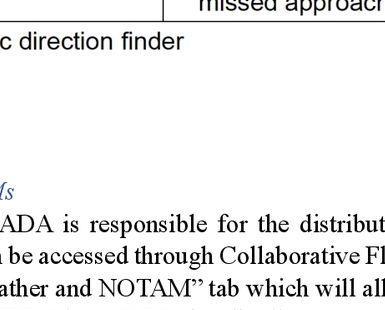 missed approach
c direction finder
Ms
ADA is responsible for the distribut
be accessed through Collaborative Fl
ather and NOTAM” tab which will all